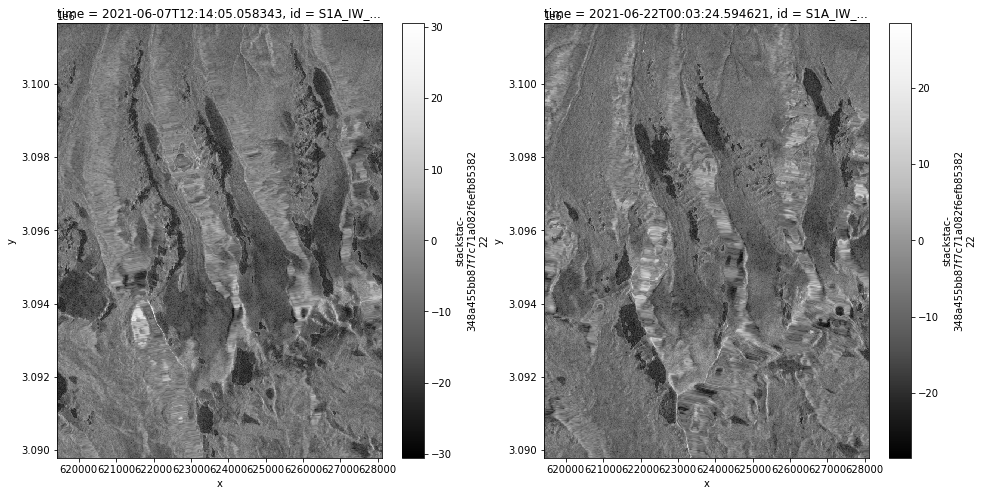 time = 2021-06-07T12:14:05.058343, id = S1A_IW_...
1e6
3.100
3.098
3.096
3.094
3.092
3.090
y
620000 621000 622000 623000 624000 625000 626000 627000 628000
x
30
20
10
0
−10
−20
−30
stackstac-
348a455bb87f7c71a082f6efb85382
22
time = 2021-06-22T00:03:24.594621, id = S1A_IW_...
1e6
3.100
3.098
3.096
3.094
3.092
3.090
y
620000 621000 622000 623000 624000 625000 626000 627000 628000
x
20
10
0
−10
−20
stackstac-
348a455bb87f7c71a082f6efb85382
22